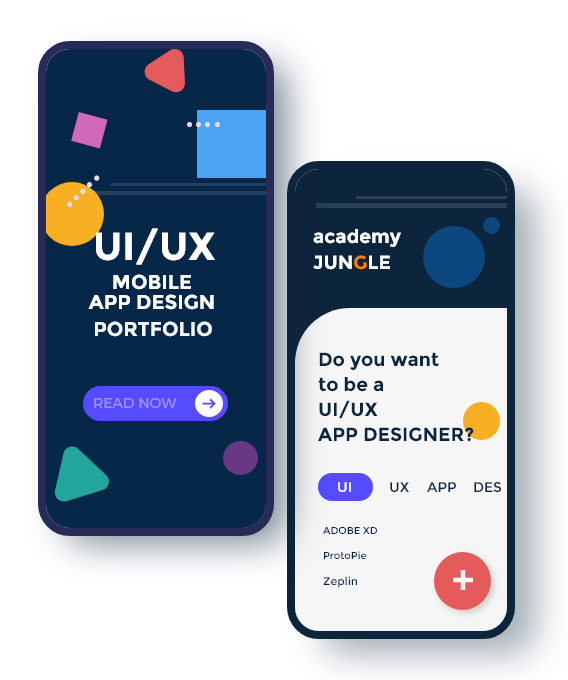 UI/UX
MOBILE
APP DESIGN
PORTFOLIO
READ NOW
academy
JUNGLE
Do you want
to be a
UI/UX
APP DESIGNER?
UI UX APP DES
ADOBE XD
ProtoPie
Zeplin